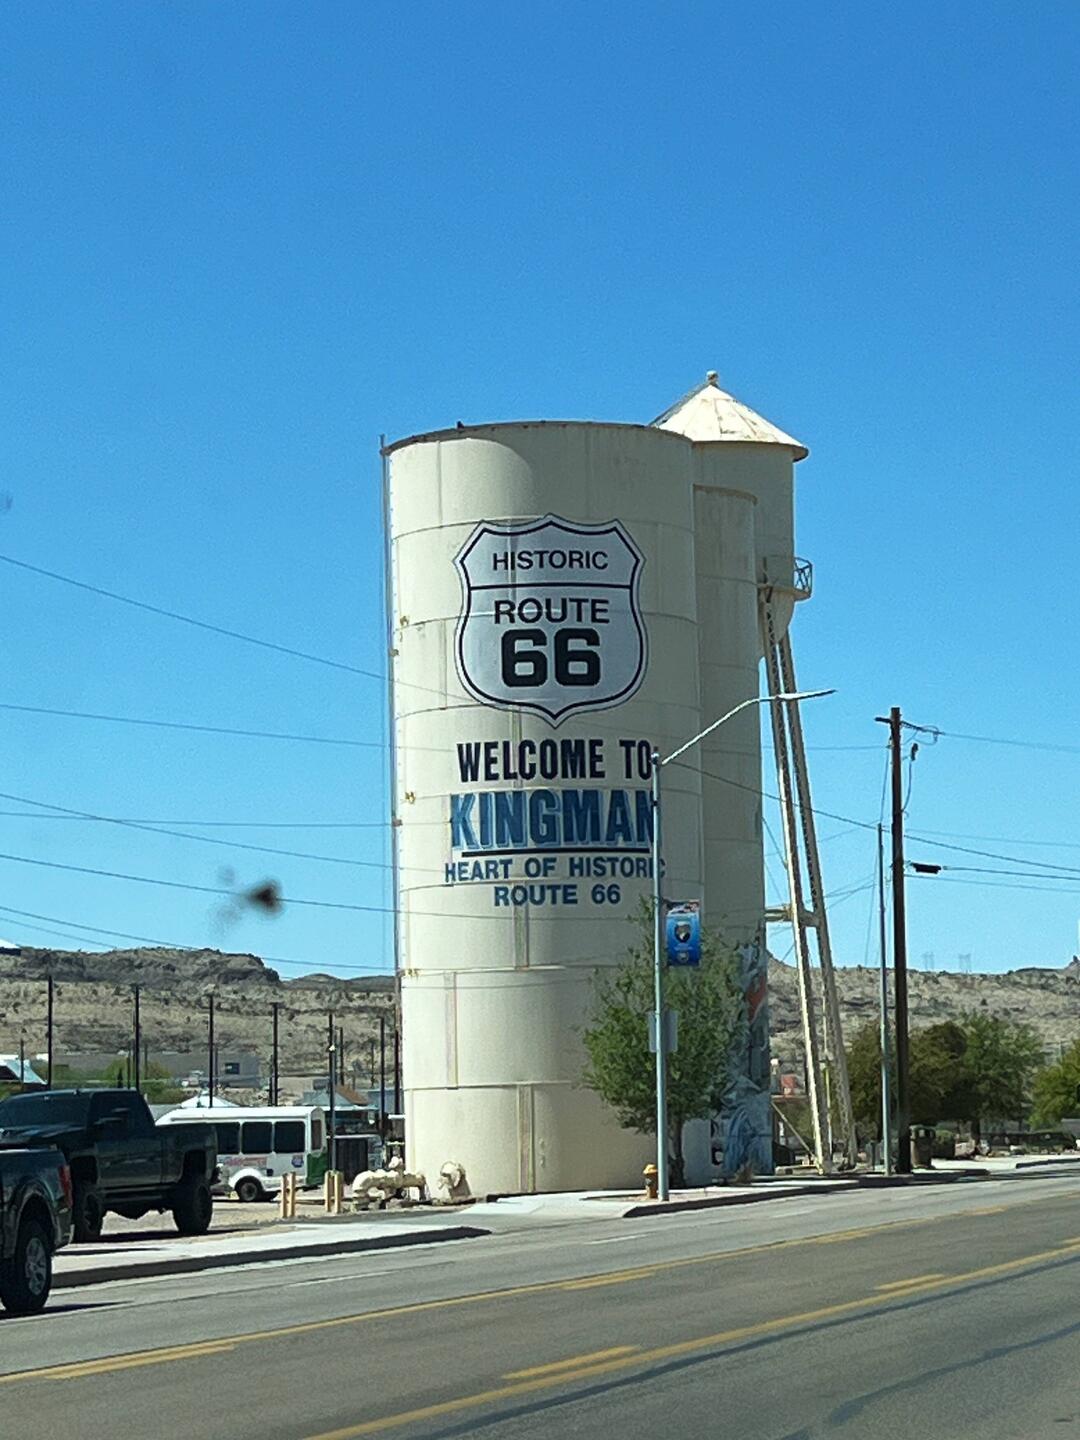 HISTORIC
ROUTE
66
WELCOME TO:
KINGMAN
HEART OF HISTORIC
ROUTE 66